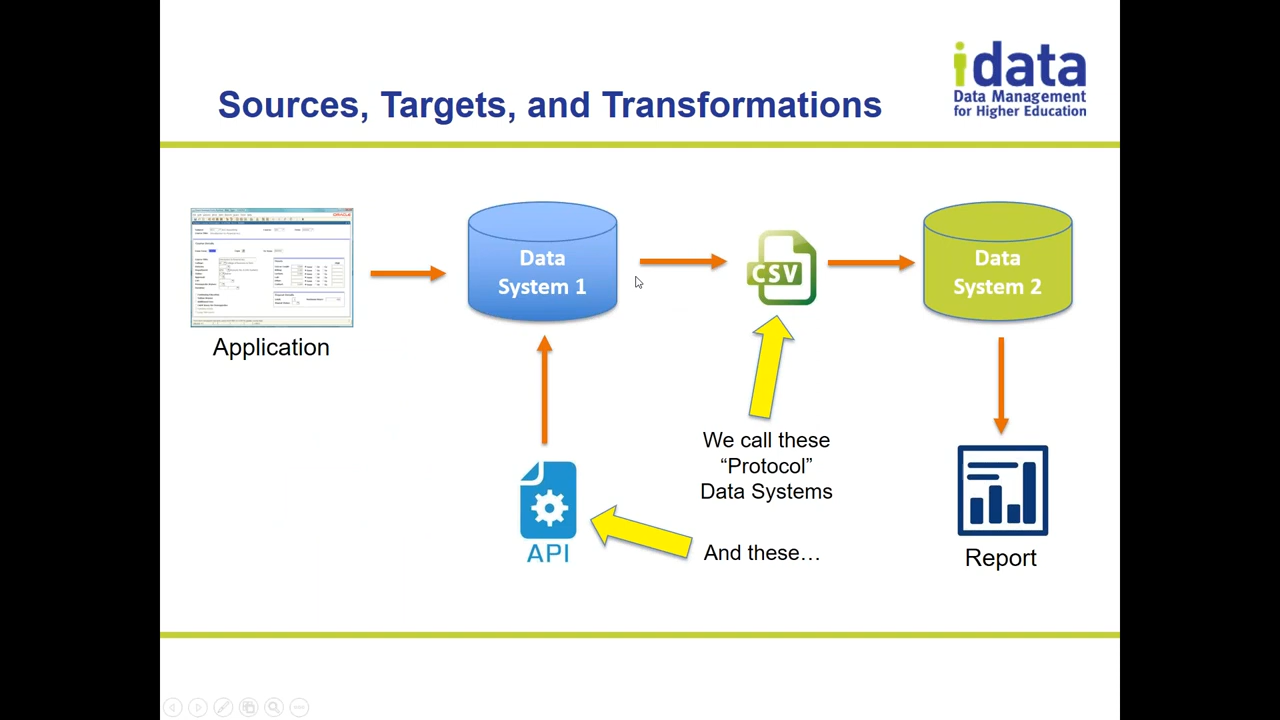 idata
Data Management
for Higher Education
Sources, Targets, and Transformations
ORACLE
Application
Data
System 1
CSV
Data
System 2
We call these
“Protocol”
Data Systems
And these…
API
Report